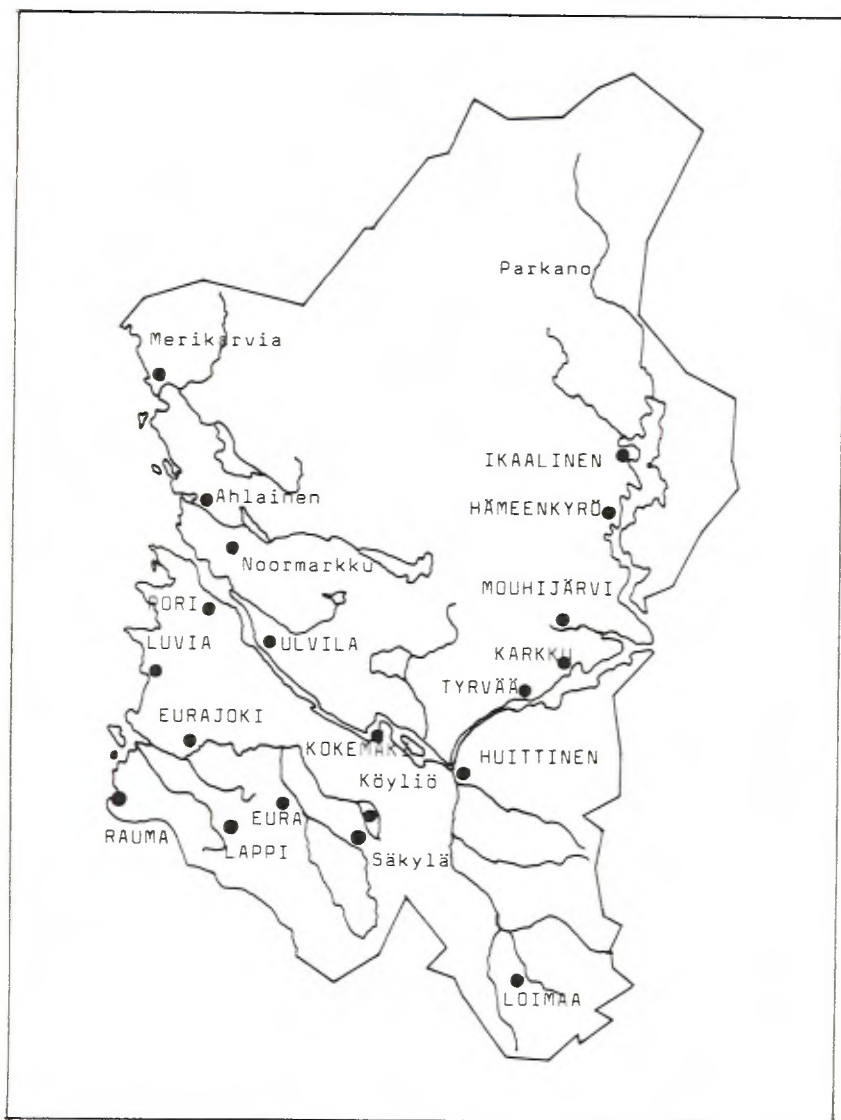 Parkano
Merikarvia
IKAALINEN
Ahlainen
HÄMEENKYRÖ
Noormarkku
MOUHIJÄRVI
PORI
LUVIA
ULVILA
KARKKU
TYRVÄÄ
EURAJOKI
KOKEMÄKI
HUITTINEN
Köyliö
EURA
RAUMA
LAPPI
Säkylä
LOIMAA